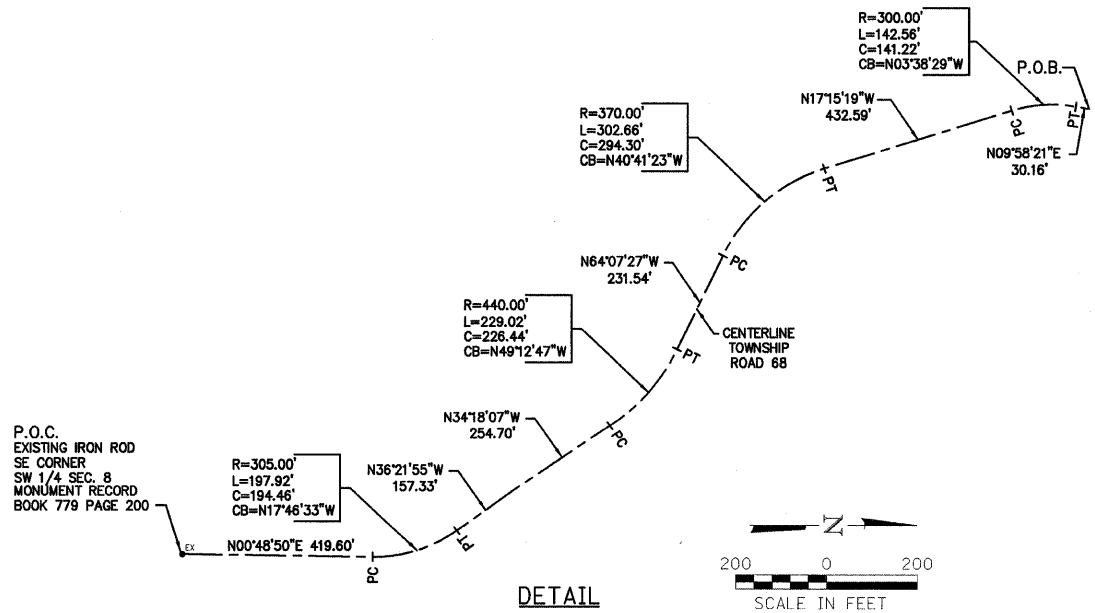 R=300.00'
L=142.56'
C=141.22'
CB=N03°38'29"W
P.O.B.
N17°15'19"W
432.59'
PC
PT
N09°58'21"E
30.16'
R=370.00'
L=302.66'
C=294.30'
CB=N40°41'23"W
PT
PC
N64°07'27"W
231.54'
CENTERLINE
TOWNSHIP
ROAD 68
R=440.00'
L=229.02'
C=226.44'
CB=N49°12'47"W
PT
PC
N34°18'07"W
254.70'
N36°21'55"W
157.33'
P.O.C.
EXISTING IRON ROD
SE CORNER
SW 1/4 SEC. 8
MONUMENT RECORD
BOOK 779 PAGE 200
R=305.00'
L=197.92'
C=194.46'
CB=N17°46'33"W
PT
EX
N00°48'50"E 419.60'
PC
DETAIL
N
200 0 200
SCALE IN FEET